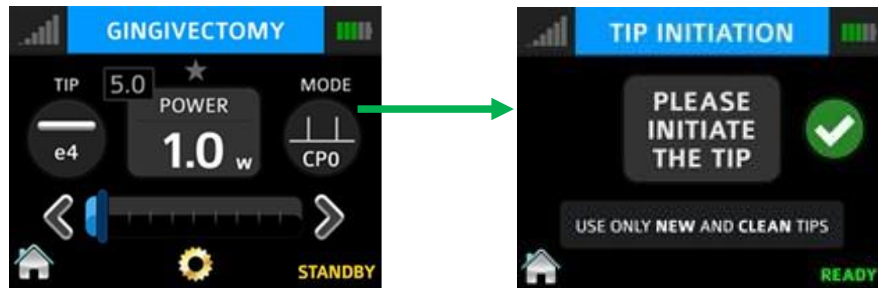 GINGIVECTOMY
TIP
5.0
MODE
POWER
1.0 w
e4
CP0
STANDBY
TIP INITIATION
PLEASE
INITIATE
THE TIP
USE ONLY NEW AND CLEAN TIPS
READY